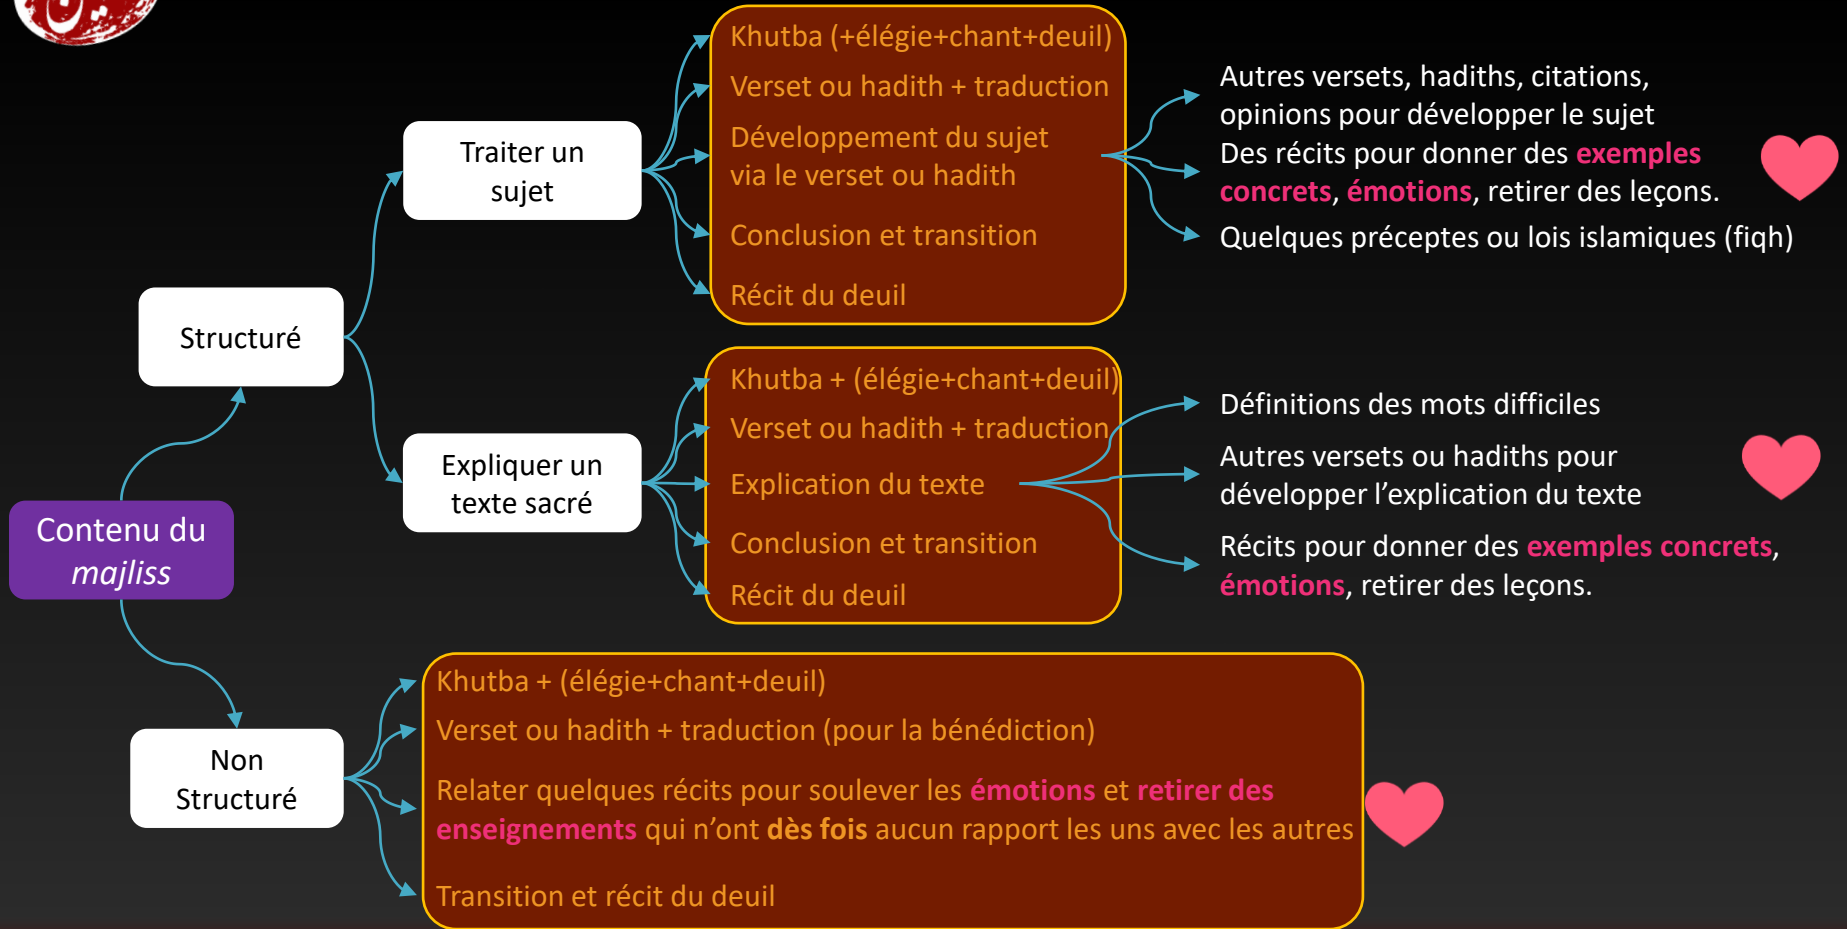 Contenu du
majliss
Structuré
Traiter un
sujet
Khutba (+élégie+chant+deuil)
Verset ou hadith + traduction
Développement du sujet
via le verset ou hadith
Conclusion et transition
Récit du deuil
Autres versets, hadiths, citations,
opinions pour développer le sujet
Des récits pour donner des exemples
concrets, émotions, retirer des leçons.
Quelques préceptes ou lois islamiques (fiqh)
Expliquer un
texte sacré
Khutba + (élégie+chant+deuil)
Verset ou hadith + traduction
Explication du texte
Conclusion et transition
Récit du deuil
Définitions des mots difficiles
Autres versets ou hadiths pour
développer l’explication du texte
Récits pour donner des exemples concrets,
émotions, retirer des leçons.
Non
Structuré
Khutba + (élégie+chant+deuil)
Verset ou hadith + traduction (pour la bénédiction)
Relater quelques récits pour soulever les émotions et retirer des
enseignements qui n’ont dès fois aucun rapport les uns avec les autres
Transition et récit du deuil